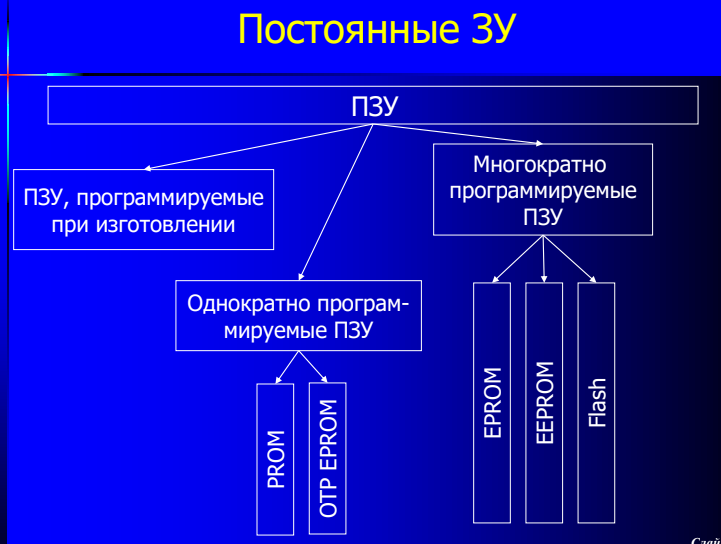 Постоянные ЗУ
ПЗУ
ПЗУ, программируемые
при изготовлении
Многократно
программируемые
ПЗУ
Однократно програм-
мируемые ПЗУ
PROM
OTP EPROM
EPROM
EEPROM
Flash